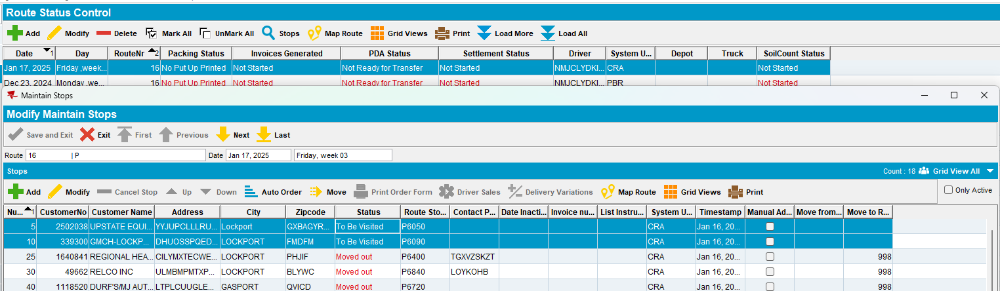 Route Status Control
Add Modify Delete Mark All UnMark All Stops Map Route Grid Views Print Load More Load All
Date 1 Day RouteNr 2 Packing Status Invoices Generated PDA Status Settlement Status Driver System U... Depot Truck SoilCount Status
Jan 17, 2025 Friday ,week... 16 No Put Up Printed Not Started Not Ready for Transfer Not Started NMJCLYDKI... CRA Not Started
Dec 23, 2024 Monday ,we... 16 No Put Up Printed Not Started Not Ready for Transfer Not Started NMJCLYDKI... PBR Not Started
Maintain Stops
Modify Maintain Stops
Save and Exit Exit First Previous Next Last
Route 16 | P Date Jan 17, 2025 Friday, week 03
Stops Count : 18 Grid View All
Add Modify Cancel Stop Up Down Auto Order Move Print Order Form Driver Sales Delivery Variations Map Route Grid Views Print Only Active
Nu... 1 CustomerNo Customer Name Address City Zipcode Status Route Sto... Contact P... Date Inacti... Invoice nu... List Instru... System U... Timestamp Manual Ad... Move from... Move to R...
5 2502038 UPSTATE EQUI... YYJUPCLLLRU... Lockport GXBAGYR... To Be Visited P6050 CRA Jan 16, 20...
10 339300 GMCH-LOCKP... DHUOSSPQED... LOCKPORT FMDFM To Be Visited P6090 CRA Jan 16, 20...
25 1640841 REGIONAL HEA... CILYMXTECWE... LOCKPORT PHJIF Moved out P6400 TGXVZSKZT CRA Jan 16, 20... 998
30 49662 RELCO INC ULMBMPMTXP... LOCKPORT BLYWC Moved out P6840 LOYKOHB CRA Jan 16, 20... 998
40 1118520 DURF'S/MJ AUT... LTPLCUUGLE... GASPORT QVICD Moved out P6720 CRA Jan 16, 20... 998